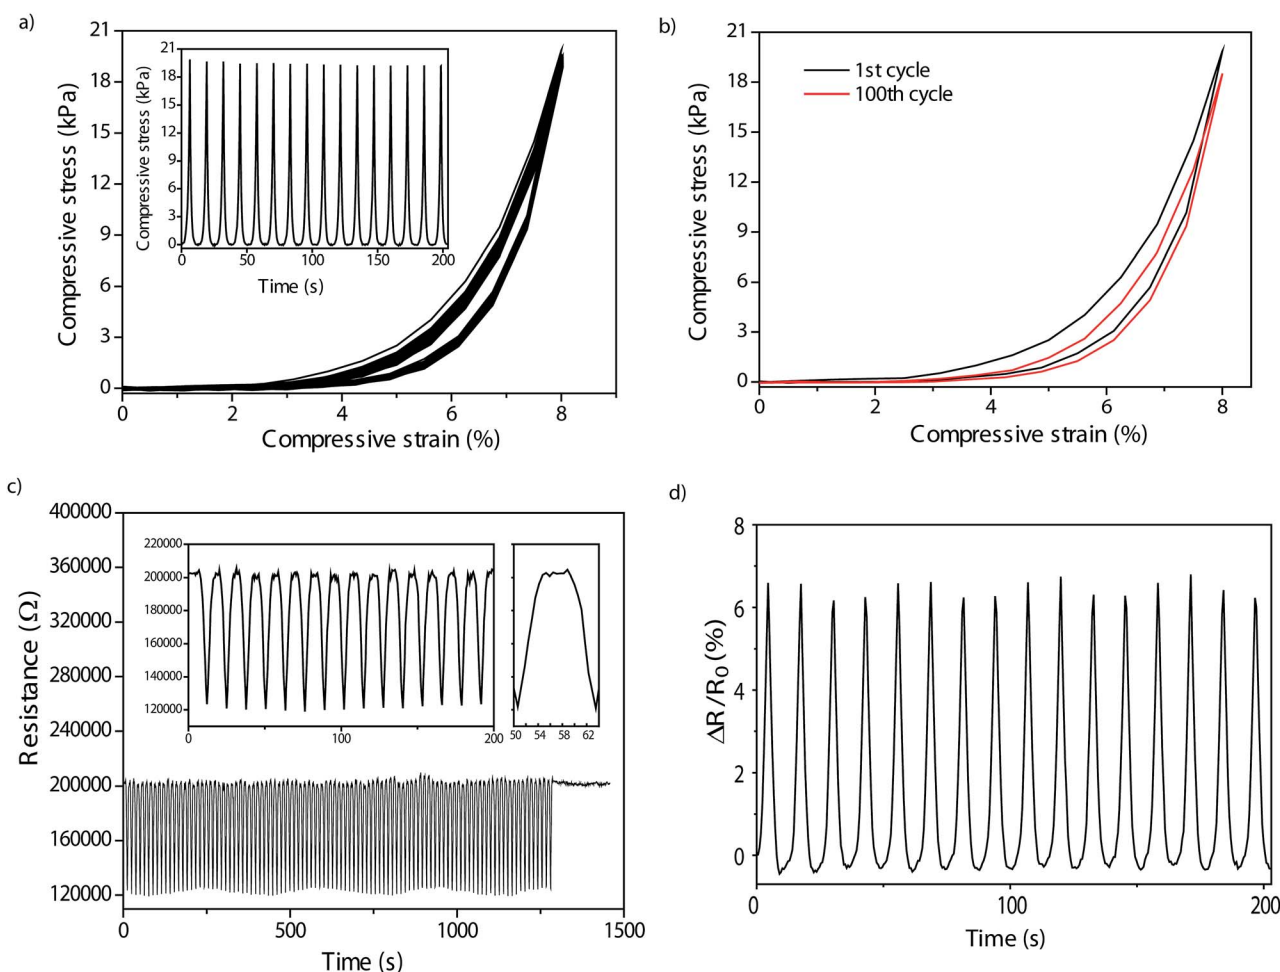 a)
21
18
15
12
9
6
3
0
Compressive stress (kPa)
0 2 4 6 8
Compressive strain (%)
21
18
15
12
9
6
3
0
Compressive stress (kPa)
0 50 100 150 200
Time (s)
b)
21
18
15
12
9
6
3
0
Compressive stress (kPa)
1st cycle
100th cycle
0 2 4 6 8
Compressive strain (%)
c)
400000
360000
320000
280000
240000
200000
160000
120000
Resistance (Ω)
0 500 1000 1500
Time (s)
220000
200000
180000
160000
140000
120000
0 100 200
50 54 58 62
d)
8
6
4
2
0
ΔR/R₀ (%)
0 100 200
Time (s)